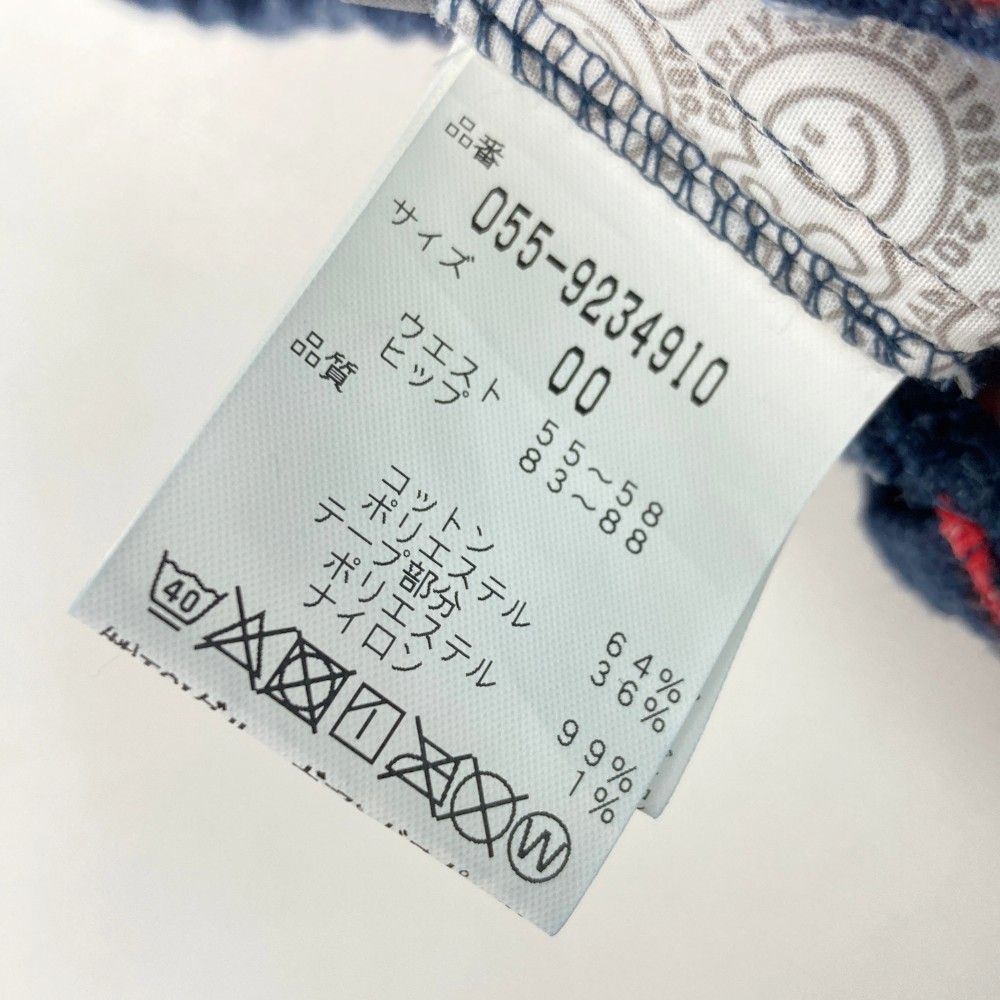 品番
055-9234910
サイズ
00
ウエスト 55～58
ヒップ 83～88
品質
コットン 64%
ポリエステル 36%
テープ部分
ポリエステル 99%
ナイロン 1%
40
W
1989-20